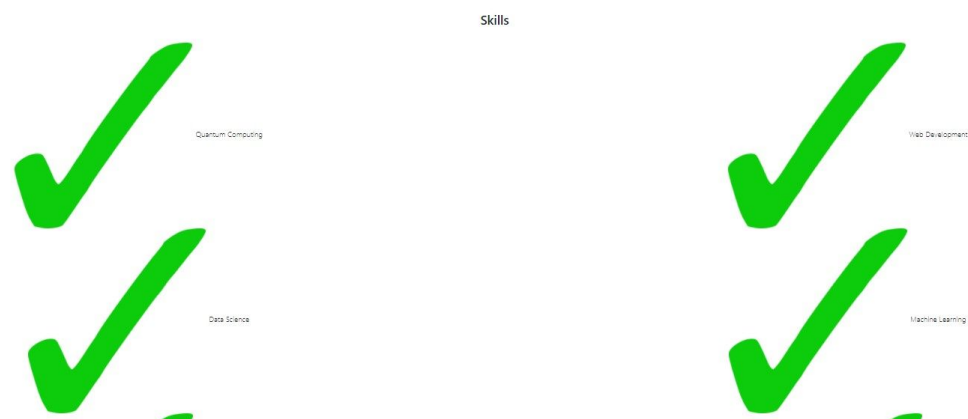 Skills
Quantum Computing
Web Development
Data Science
Machine Learning